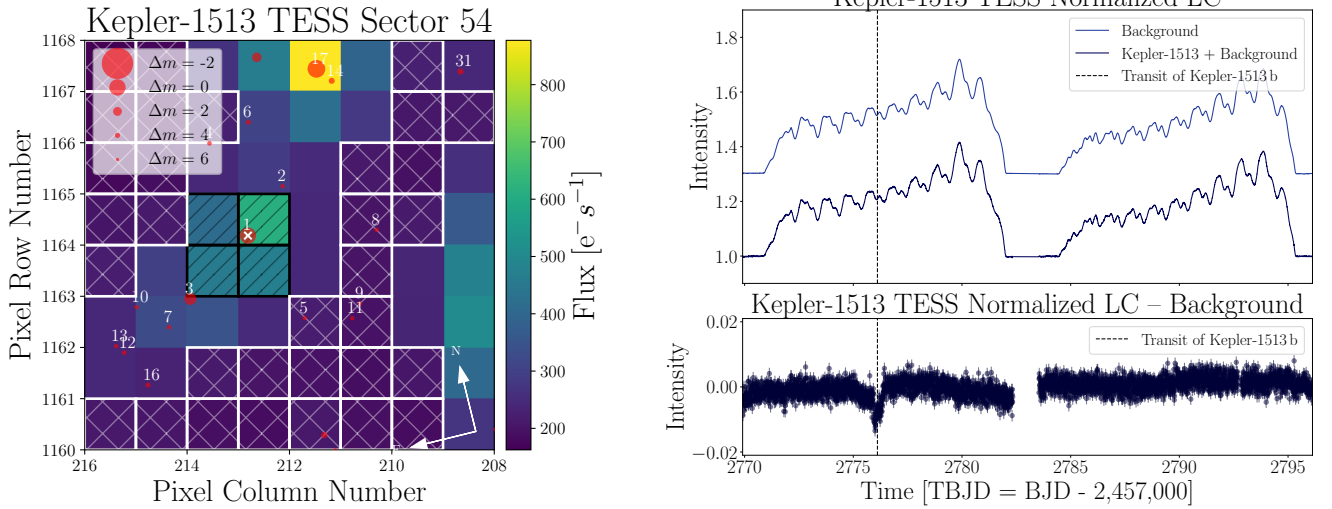 Kepler-1513 TESS Sector 54
Δm = -2
Δm = 0
Δm = 2
Δm = 4
Δm = 6
1168
1167
1166
1165
1164
1163
1162
1161
1160
Pixel Row Number
17
14
31
6
4
2
1
8
3
10
9
5
11
7
13
12
16
N
E
216
214
212
210
208
Pixel Column Number
800
700
600
500
400
300
200
Flux [e⁻ s⁻¹]
Kepler-1513 TESS Normalized LC
Background
Kepler-1513 + Background
Transit of Kepler-1513 b
1.8
1.6
1.4
1.2
1.0
Intensity
Kepler-1513 TESS Normalized LC – Background
Transit of Kepler-1513 b
0.02
0.00
−0.02
Intensity
2770
2775
2780
2785
2790
2795
Time [TBJD = BJD - 2,457,000]